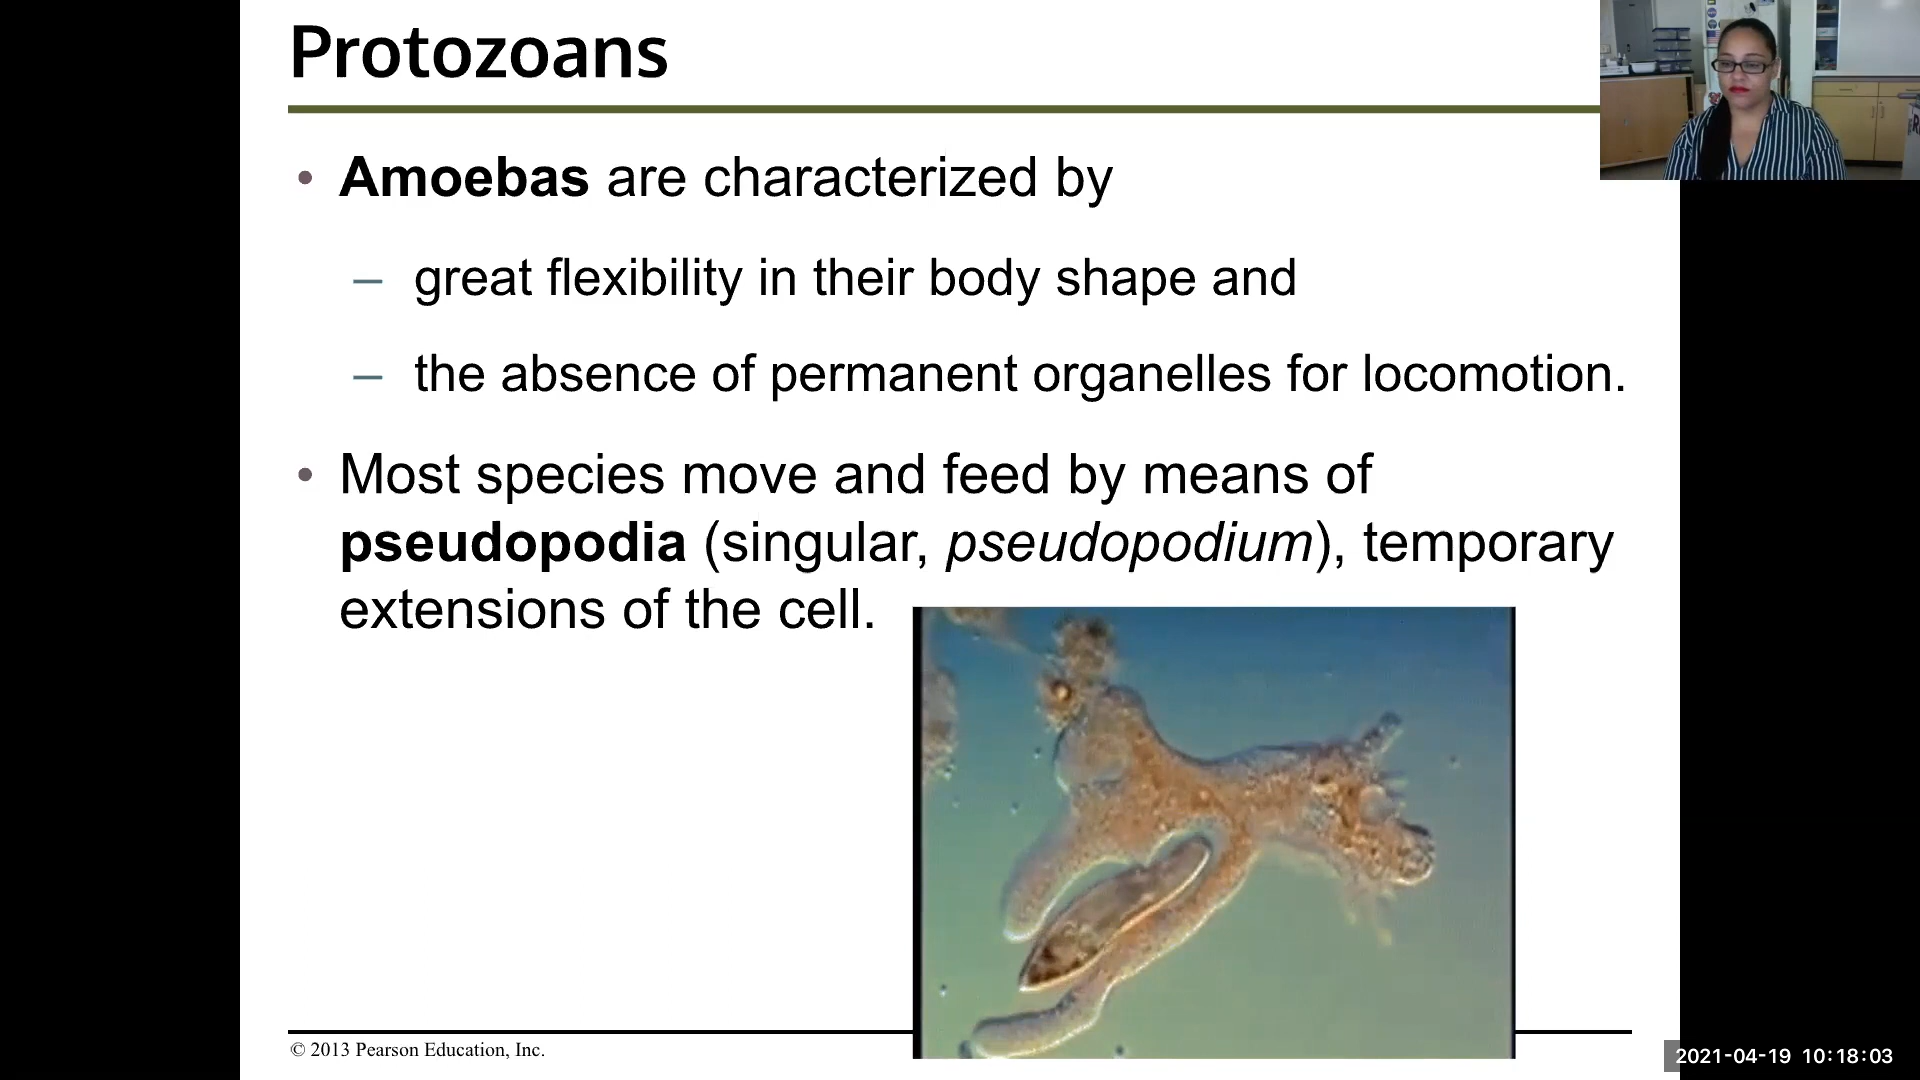 Protozoans
• Amoebas are characterized by
– great flexibility in their body shape and
– the absence of permanent organelles for locomotion.
• Most species move and feed by means of
pseudopodia (singular, pseudopodium), temporary
extensions of the cell.
© 2013 Pearson Education, Inc.
2021-04-19 10:18:03